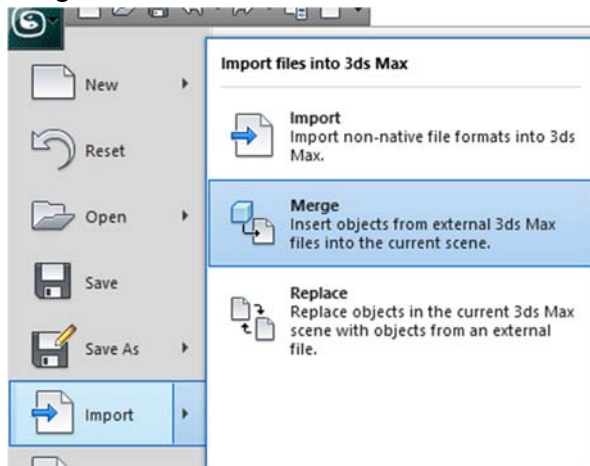 New
Reset
Open
Save
Save As
Import
Import files into 3ds Max
Import
Import non-native file formats into 3ds
Max.
Merge
Insert objects from external 3ds Max
files into the current scene.
Replace
Replace objects in the current 3ds Max
scene with objects from an external
file.